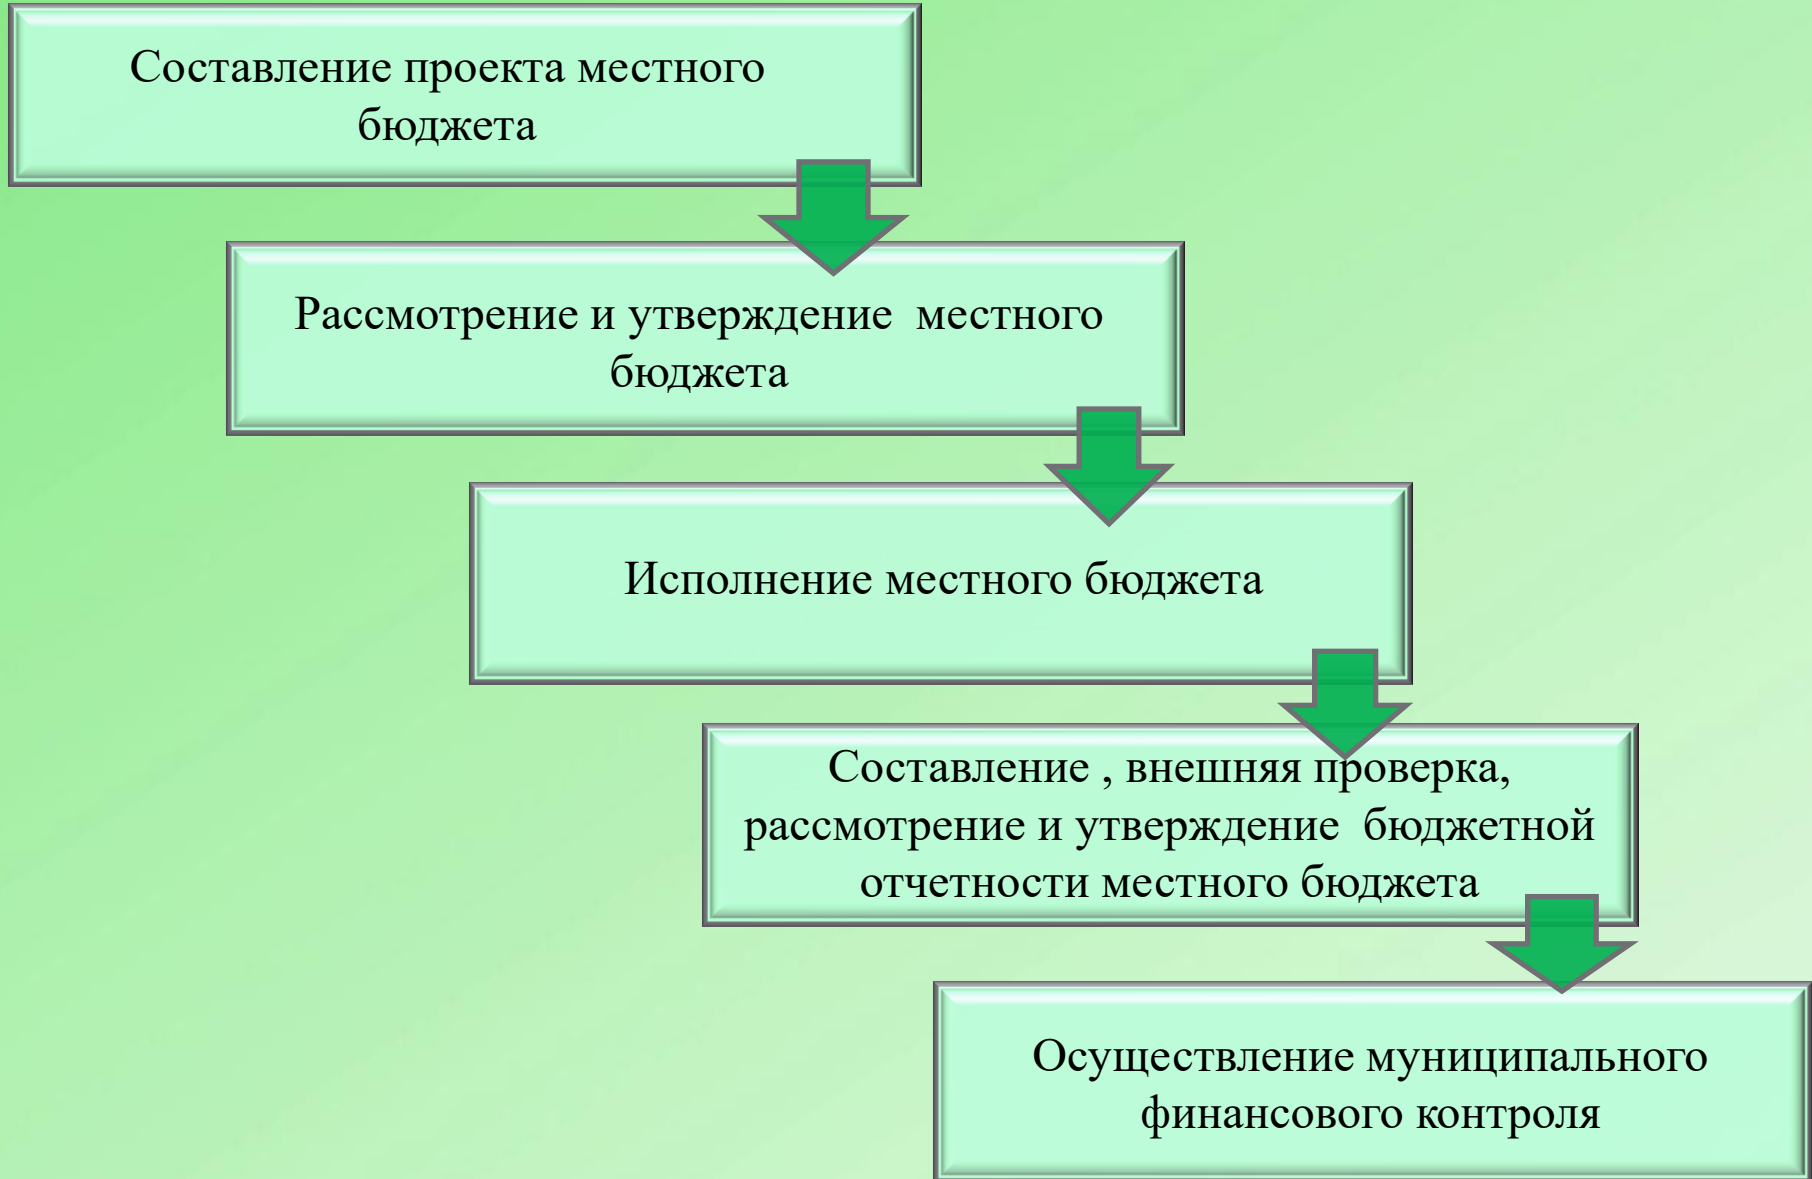 Составление проекта местного
бюджета
Рассмотрение и утверждение  местного
бюджета
Исполнение местного бюджета
Составление , внешняя проверка,
рассмотрение и утверждение  бюджетной
отчетности местного бюджета
Осуществление муниципального
финансового контроля